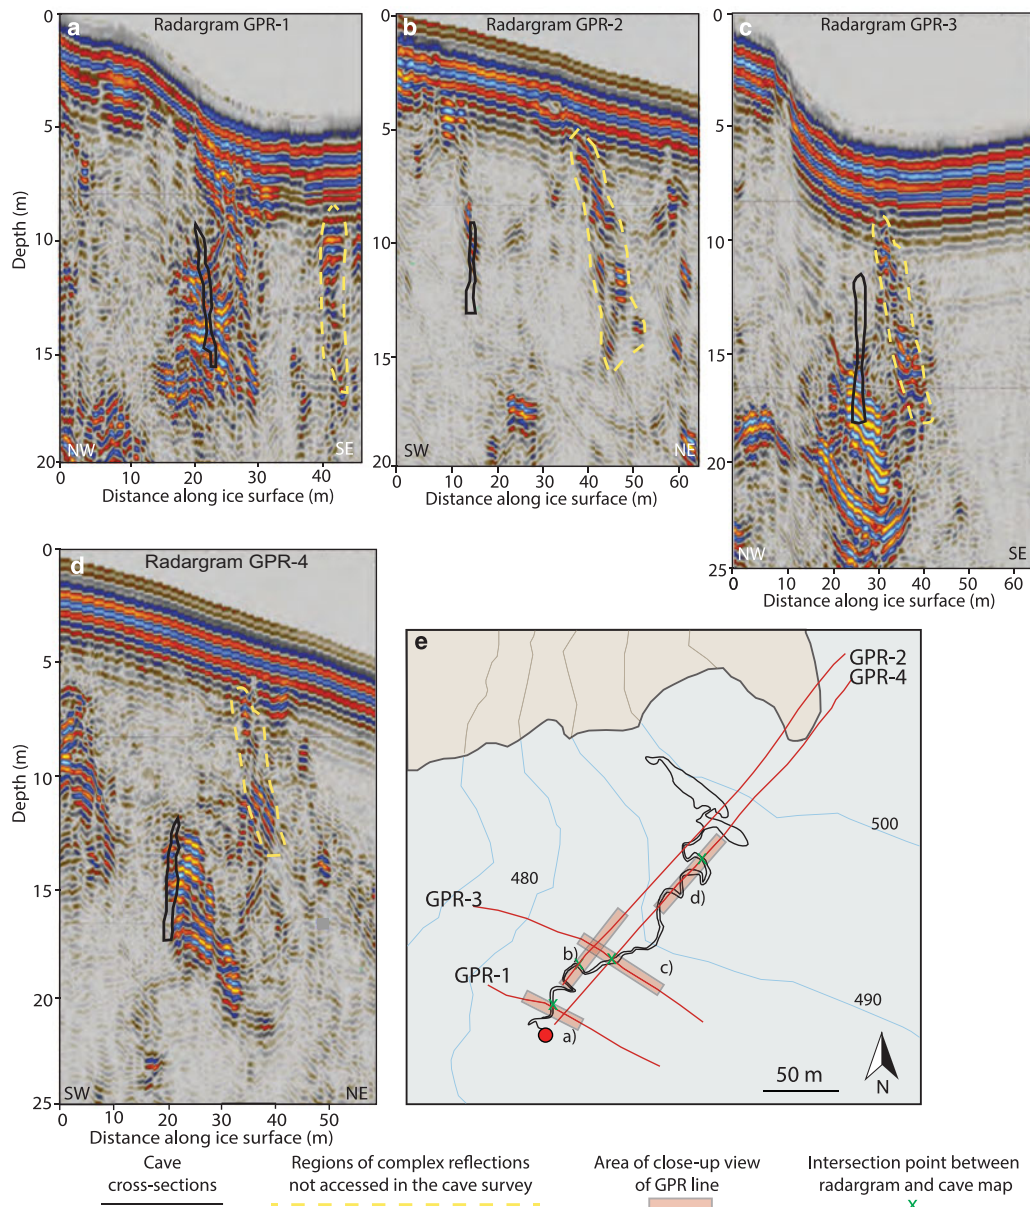 a
Radargram GPR-1
0
5
10
15
20
Depth (m)
NW
SE
0 10 20 30 40
Distance along ice surface (m)
b
Radargram GPR-2
0
5
10
15
20
SW
NE
0 10 20 30 40 50 60
Distance along ice surface (m)
c
Radargram GPR-3
0
5
10
15
20
25
NW
SE
0 10 20 30 40 50 60
Distance along ice surface (m)
d
Radargram GPR-4
0
5
10
15
20
25
Depth (m)
SW
NE
0 10 20 30 40 50
Distance along ice surface (m)
e
GPR-2
GPR-4
500
480
GPR-3
d)
b)
c)
GPR-1
490
a)
50 m
N
Cave
cross-sections
Regions of complex reflections
not accessed in the cave survey
Area of close-up view
of GPR line
Intersection point between
radargram and cave map
x